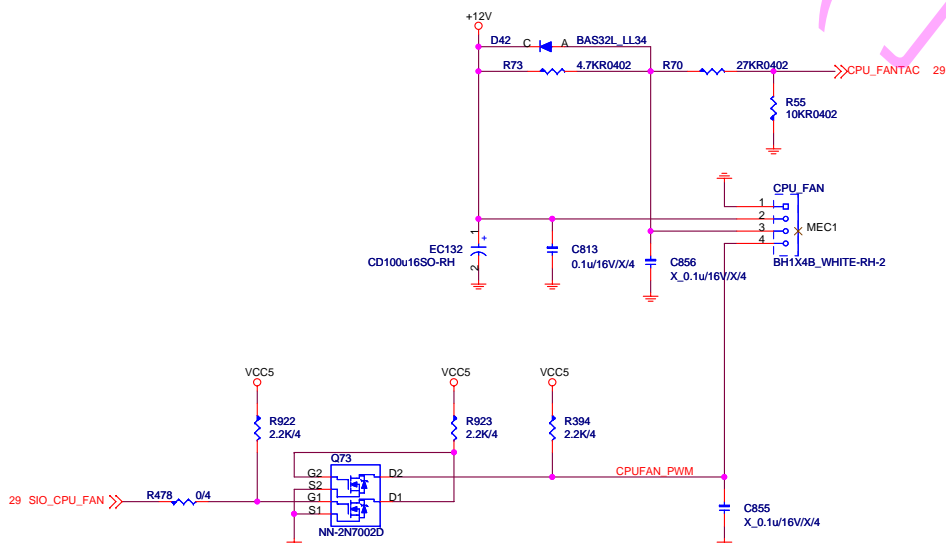 +12V
D42 C A BAS32L_LL34
R73 4.7KR0402 R70 27KR0402 CPU_FANTAC 29
R55
10KR0402
CPU_FAN
1
2
3
4
MEC1
BH1X4B_WHITE-RH-2
1
+
2
EC132
CD100u16SO-RH
C813
0.1u/16V/X/4
C856
X_0.1u/16V/X/4
VCC5 VCC5 VCC5
R922
2.2K/4
R923
2.2K/4
R394
2.2K/4
Q73
G2 D2 CPUFAN_PWM
S2
29 SIO_CPU_FAN R478 0/4 G1 D1
S1
NN-2N7002D
C855
X_0.1u/16V/X/4